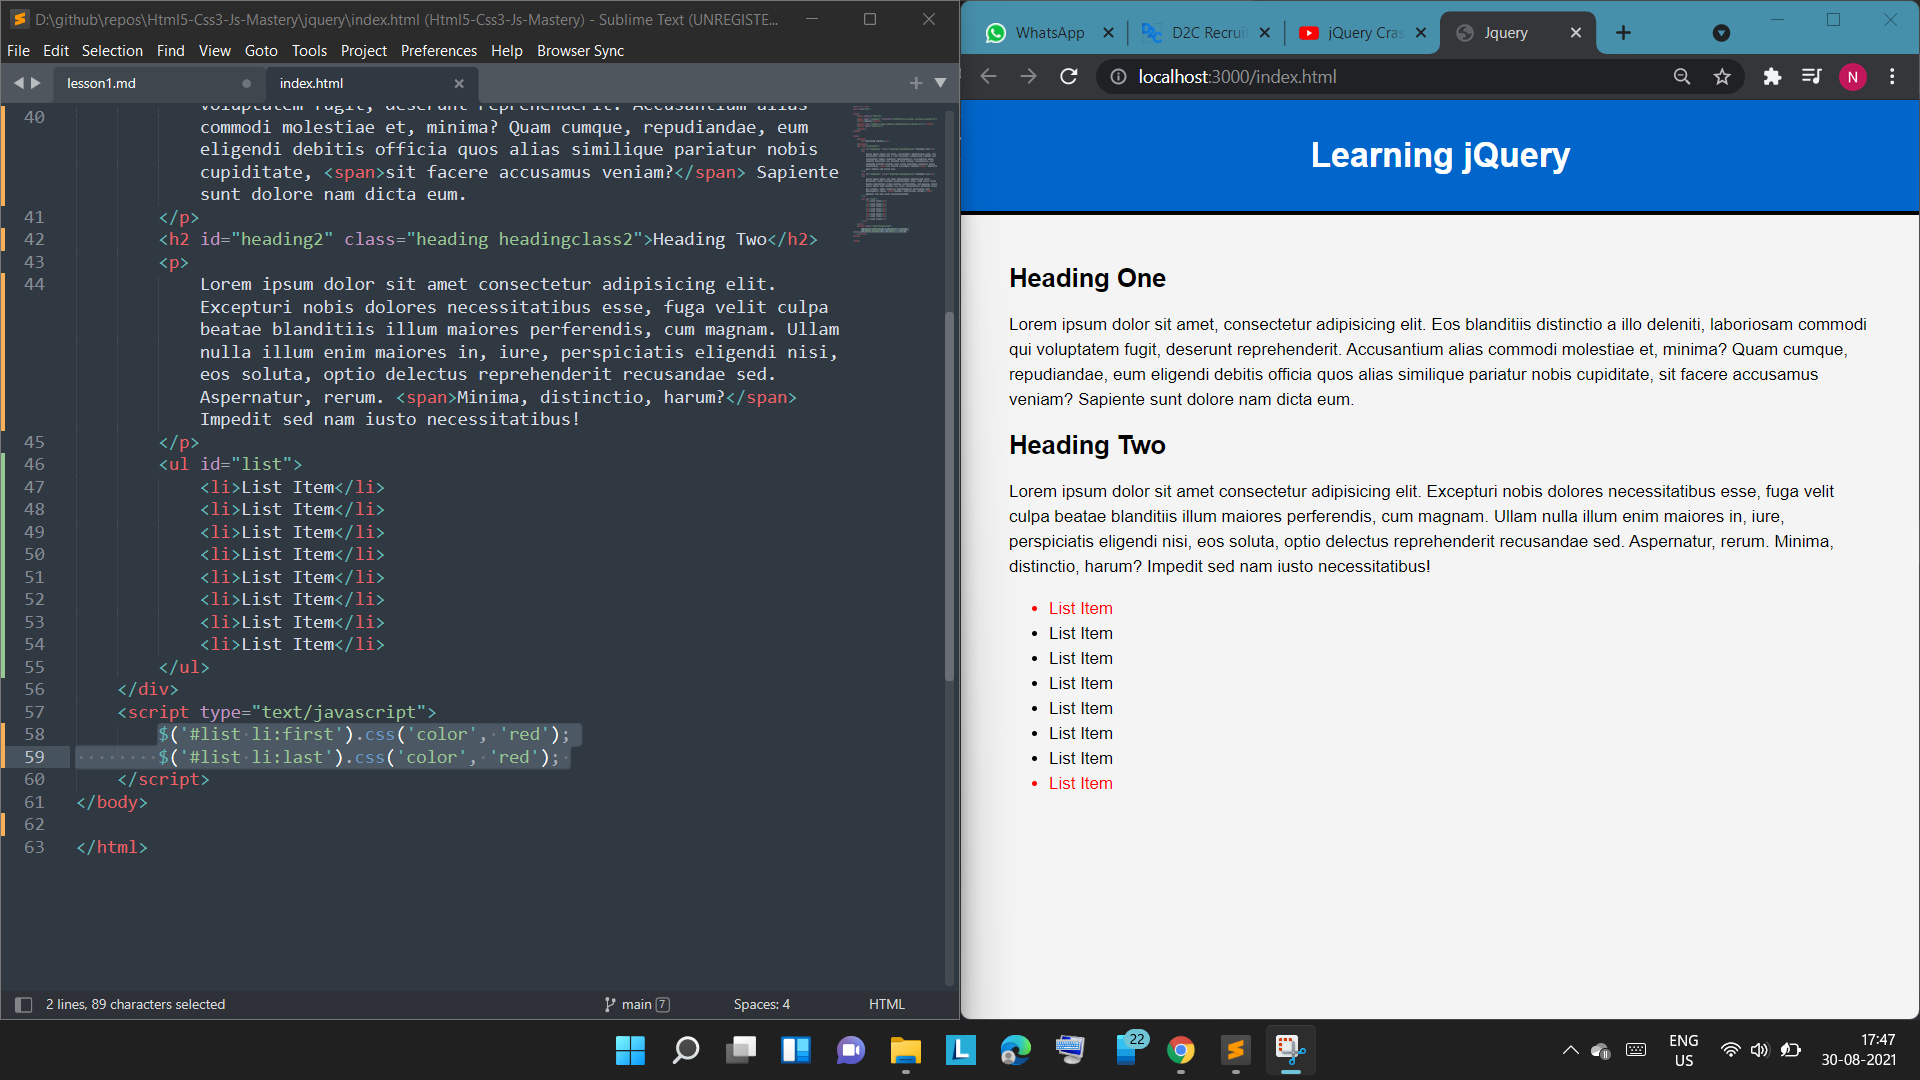 D:\github\repos\Html5-Css3-Js-Mastery\jquery\index.html (Html5-Css3-Js-Mastery) - Sublime Text (UNREGISTE...
File Edit Selection Find View Goto Tools Project Preferences Help Browser Sync
lesson1.md index.html
40 voluptatem fugit, deserunt reprehenderit. Accusantium alias
commodi molestiae et, minima? Quam cumque, repudiandae, eum
eligendi debitis officia quos alias similique pariatur nobis
cupiditate, <span>sit facere accusamus veniam?</span> Sapiente
sunt dolore nam dicta eum.
41 </p>
42 <h2 id="heading2" class="heading headingclass2">Heading Two</h2>
43 <p>
44 Lorem ipsum dolor sit amet consectetur adipisicing elit.
Excepturi nobis dolores necessitatibus esse, fuga velit culpa
beatae blanditiis illum maiores perferendis, cum magnam. Ullam
nulla illum enim maiores in, iure, perspiciatis eligendi nisi,
eos soluta, optio delectus reprehenderit recusandae sed.
Aspernatur, rerum. <span>Minima, distinctio, harum?</span>
Impedit sed nam iusto necessitatibus!
45 </p>
46 <ul id="list">
47 <li>List Item</li>
48 <li>List Item</li>
49 <li>List Item</li>
50 <li>List Item</li>
51 <li>List Item</li>
52 <li>List Item</li>
53 <li>List Item</li>
54 <li>List Item</li>
55 </ul>
56 </div>
57 <script type="text/javascript">
58 $('#list li:first').css('color', 'red');
59 $('#list li:last').css('color', 'red');
60 </script>
61 </body>
62
63 </html>
2 lines, 89 characters selected main 7 Spaces: 4 HTML
WhatsApp D2C Recruit jQuery Cras Jquery
localhost:3000/index.html N
Learning jQuery
Heading One
Lorem ipsum dolor sit amet, consectetur adipisicing elit. Eos blanditiis distinctio a illo deleniti, laboriosam commodi
qui voluptatem fugit, deserunt reprehenderit. Accusantium alias commodi molestiae et, minima? Quam cumque,
repudiandae, eum eligendi debitis officia quos alias similique pariatur nobis cupiditate, sit facere accusamus
veniam? Sapiente sunt dolore nam dicta eum.
Heading Two
Lorem ipsum dolor sit amet consectetur adipisicing elit. Excepturi nobis dolores necessitatibus esse, fuga velit
culpa beatae blanditiis illum maiores perferendis, cum magnam. Ullam nulla illum enim maiores in, iure,
perspiciatis eligendi nisi, eos soluta, optio delectus reprehenderit recusandae sed. Aspernatur, rerum. Minima,
distinctio, harum? Impedit sed nam iusto necessitatibus!
List Item
List Item
List Item
List Item
List Item
List Item
List Item
List Item
L 22
ENG
US
17:47
30-08-2021